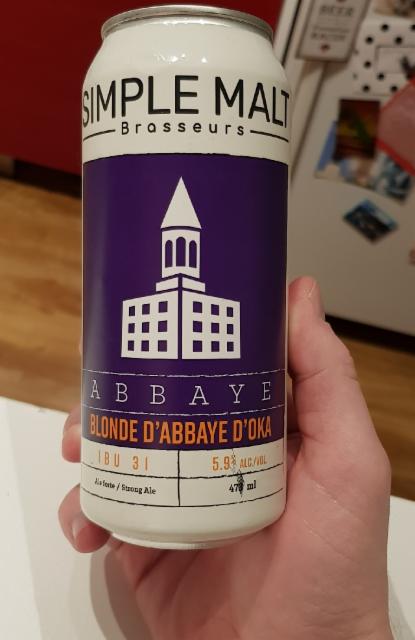 SIMPLE MALT
Brasseurs
ABBAYE
BLONDE D'ABBAYE D'OKA
IBU 31
5.9% ALC./VOL.
Ale forte / Strong Ale
473 ml
BEER